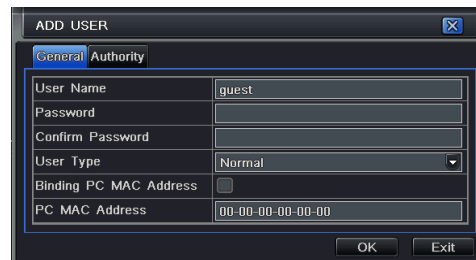 ADD USER
General Authority
User Name guest
Password
Confirm Password
User Type Normal
Binding PC MAC Address
PC MAC Address 00-00-00-00-00-00
OK Exit